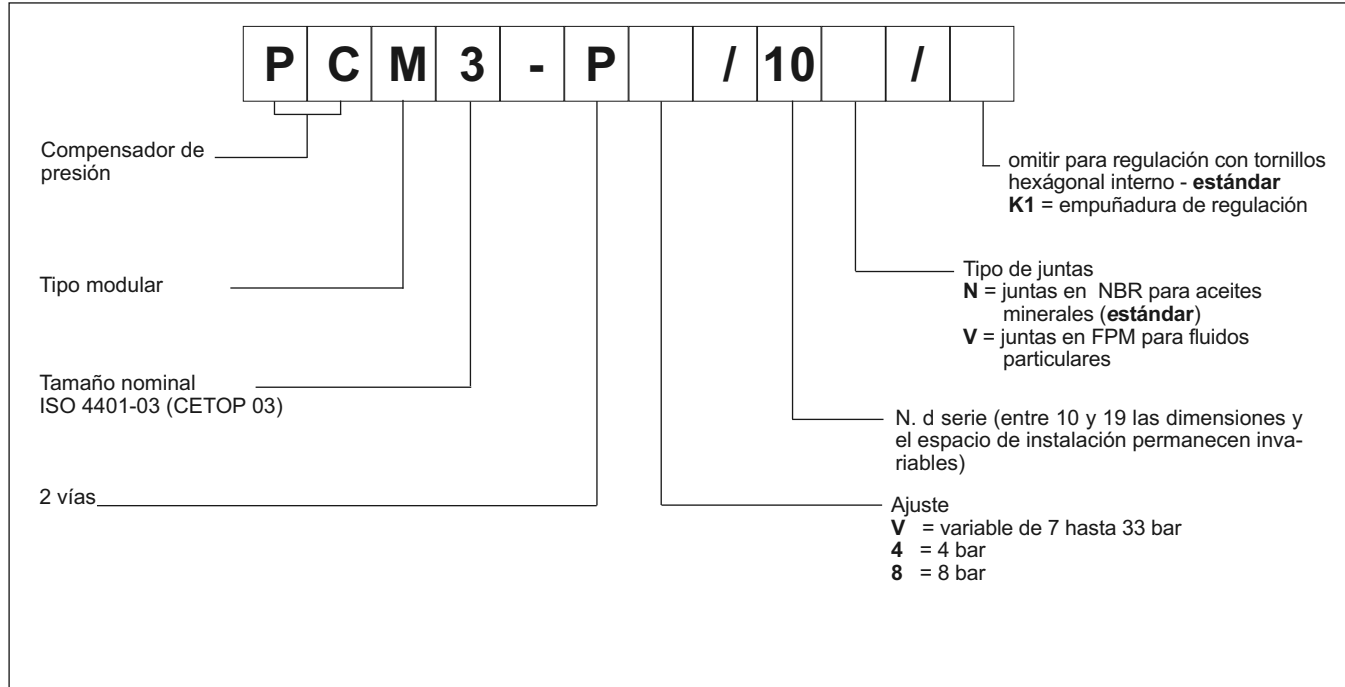 P C M 3 - P / 10 /
Compensador de
presión
Tipo modular
Tamaño nominal
ISO 4401-03 (CETOP 03)
2 vías
omitir para regulación con tornillos
hexágonal interno - estándar
K1 = empuñadura de regulación
Tipo de juntas
N = juntas en NBR para aceites
minerales (estándar)
V = juntas en FPM para fluidos
particulares
N. d serie (entre 10 y 19 las dimensiones y
el espacio de instalación permanecen inva-
riables)
Ajuste
V = variable de 7 hasta 33 bar
4 = 4 bar
8 = 8 bar